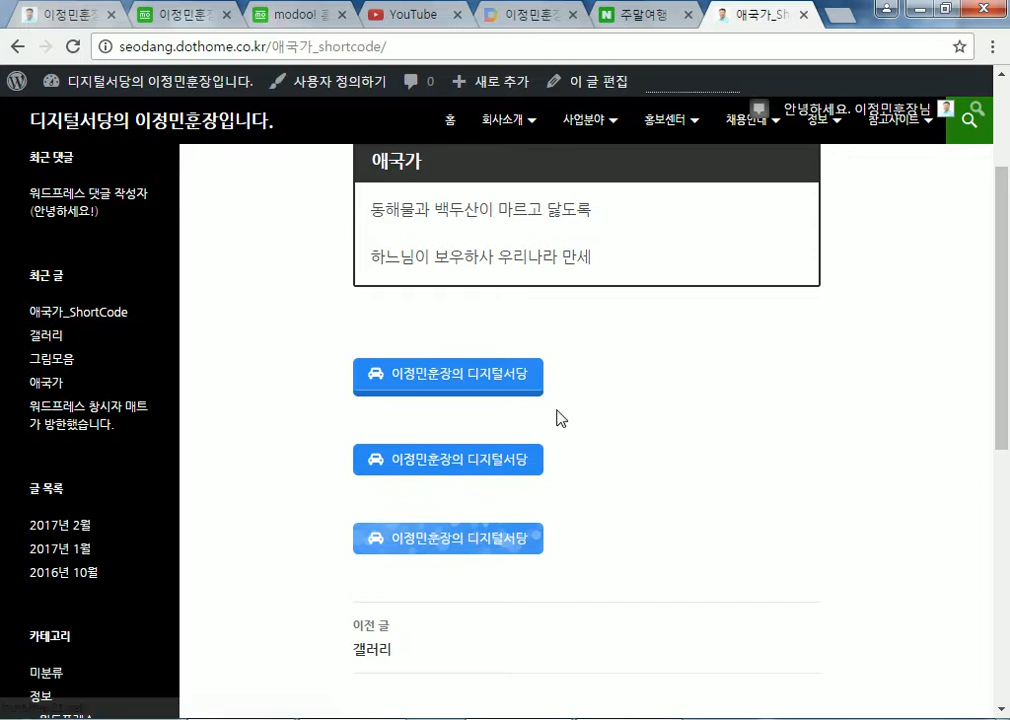 이정민훈장
이정민훈장
modoo! 홈
YouTube
이정민훈장
주말여행
애국가_Sh
seodang.dothome.co.kr/애국가_shortcode/
디지털서당의 이정민훈장입니다. 사용자 정의하기 0 새로 추가 이 글 편집
안녕하세요. 이정민훈장님
디지털서당의 이정민훈장입니다.
홈 회사소개 사업분야 홍보센터 채용안내 정보 참고사이트
최근 댓글
워드프레스 댓글 작성자
(안녕하세요!)
최근 글
애국가_ShortCode
갤러리
그림모음
애국가
워드프레스 창시자 매트
가 방한했습니다.
글 목록
2017년 2월
2017년 1월
2016년 10월
카테고리
미분류
정보
워드프레스
애국가
동해물과 백두산이 마르고 닳도록
하느님이 보우하사 우리나라 만세
이정민훈장의 디지털서당
이정민훈장의 디지털서당
이정민훈장의 디지털서당
이전 글
갤러리